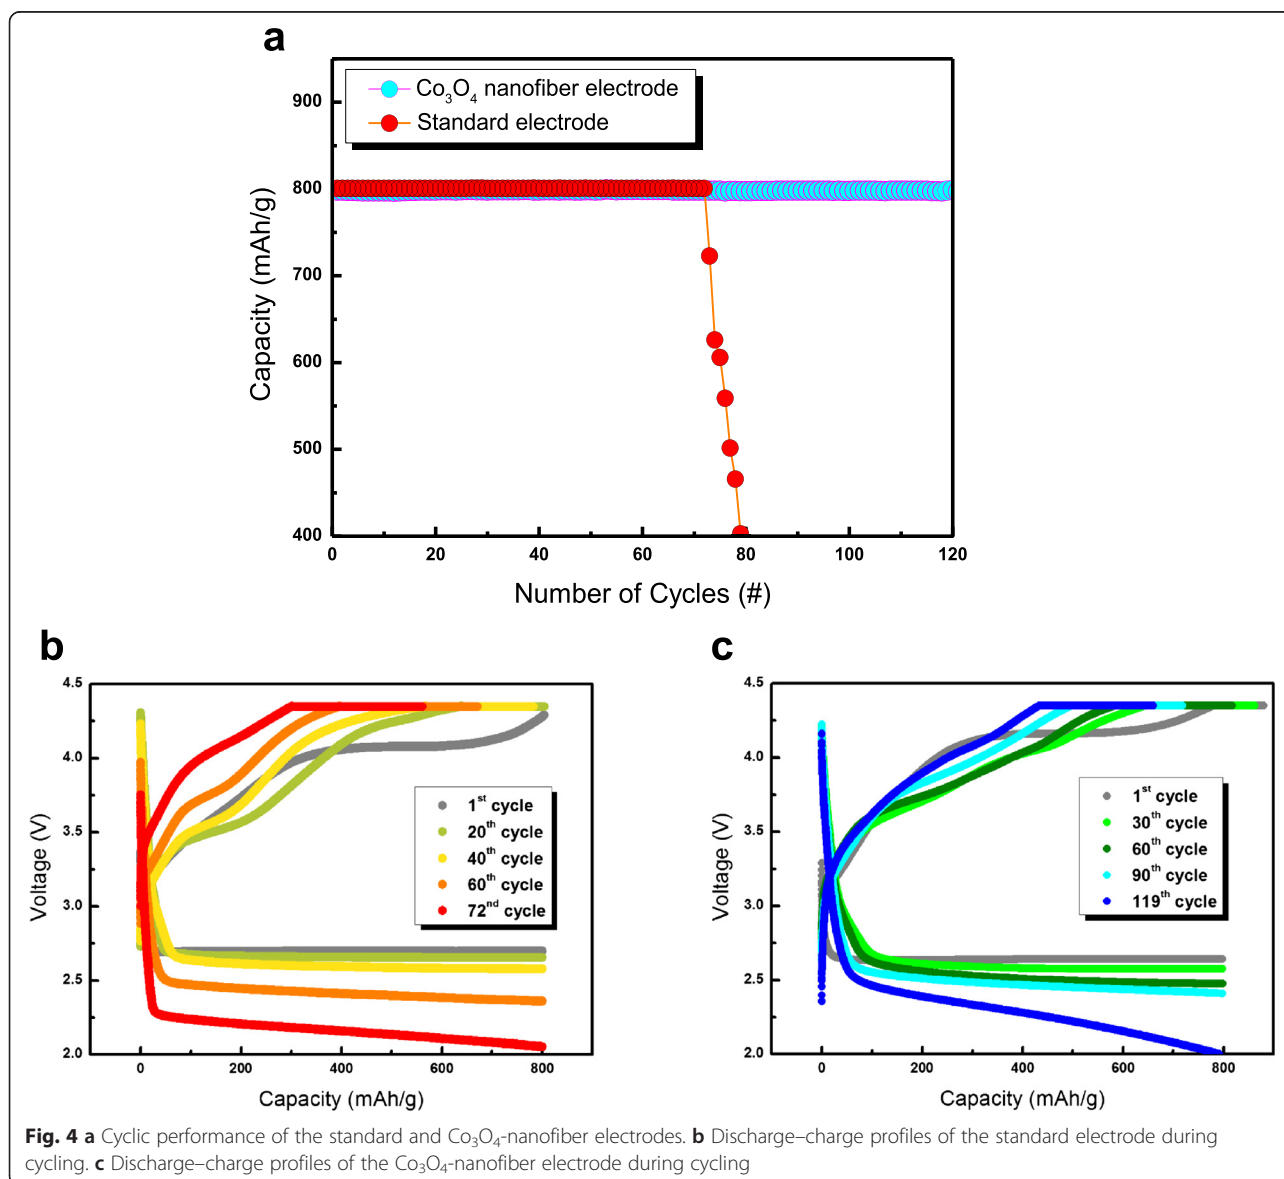 a
Co₃O₄ nanofiber electrode
Standard electrode
900
800
700
600
500
400
Capacity (mAh/g)
0 20 40 60 80 100 120
Number of Cycles (#)
b
4.5
4.0
3.5
3.0
2.5
2.0
Voltage (V)
1st cycle
20th cycle
40th cycle
60th cycle
72nd cycle
0 200 400 600 800
Capacity (mAh/g)
c
4.5
4.0
3.5
3.0
2.5
2.0
Voltage (V)
1st cycle
30th cycle
60th cycle
90th cycle
119th cycle
0 200 400 600 800
Capacity (mAh/g)
Fig. 4 a Cyclic performance of the standard and Co₃O₄-nanofiber electrodes. b Discharge–charge profiles of the standard electrode during
cycling. c Discharge–charge profiles of the Co₃O₄-nanofiber electrode during cycling